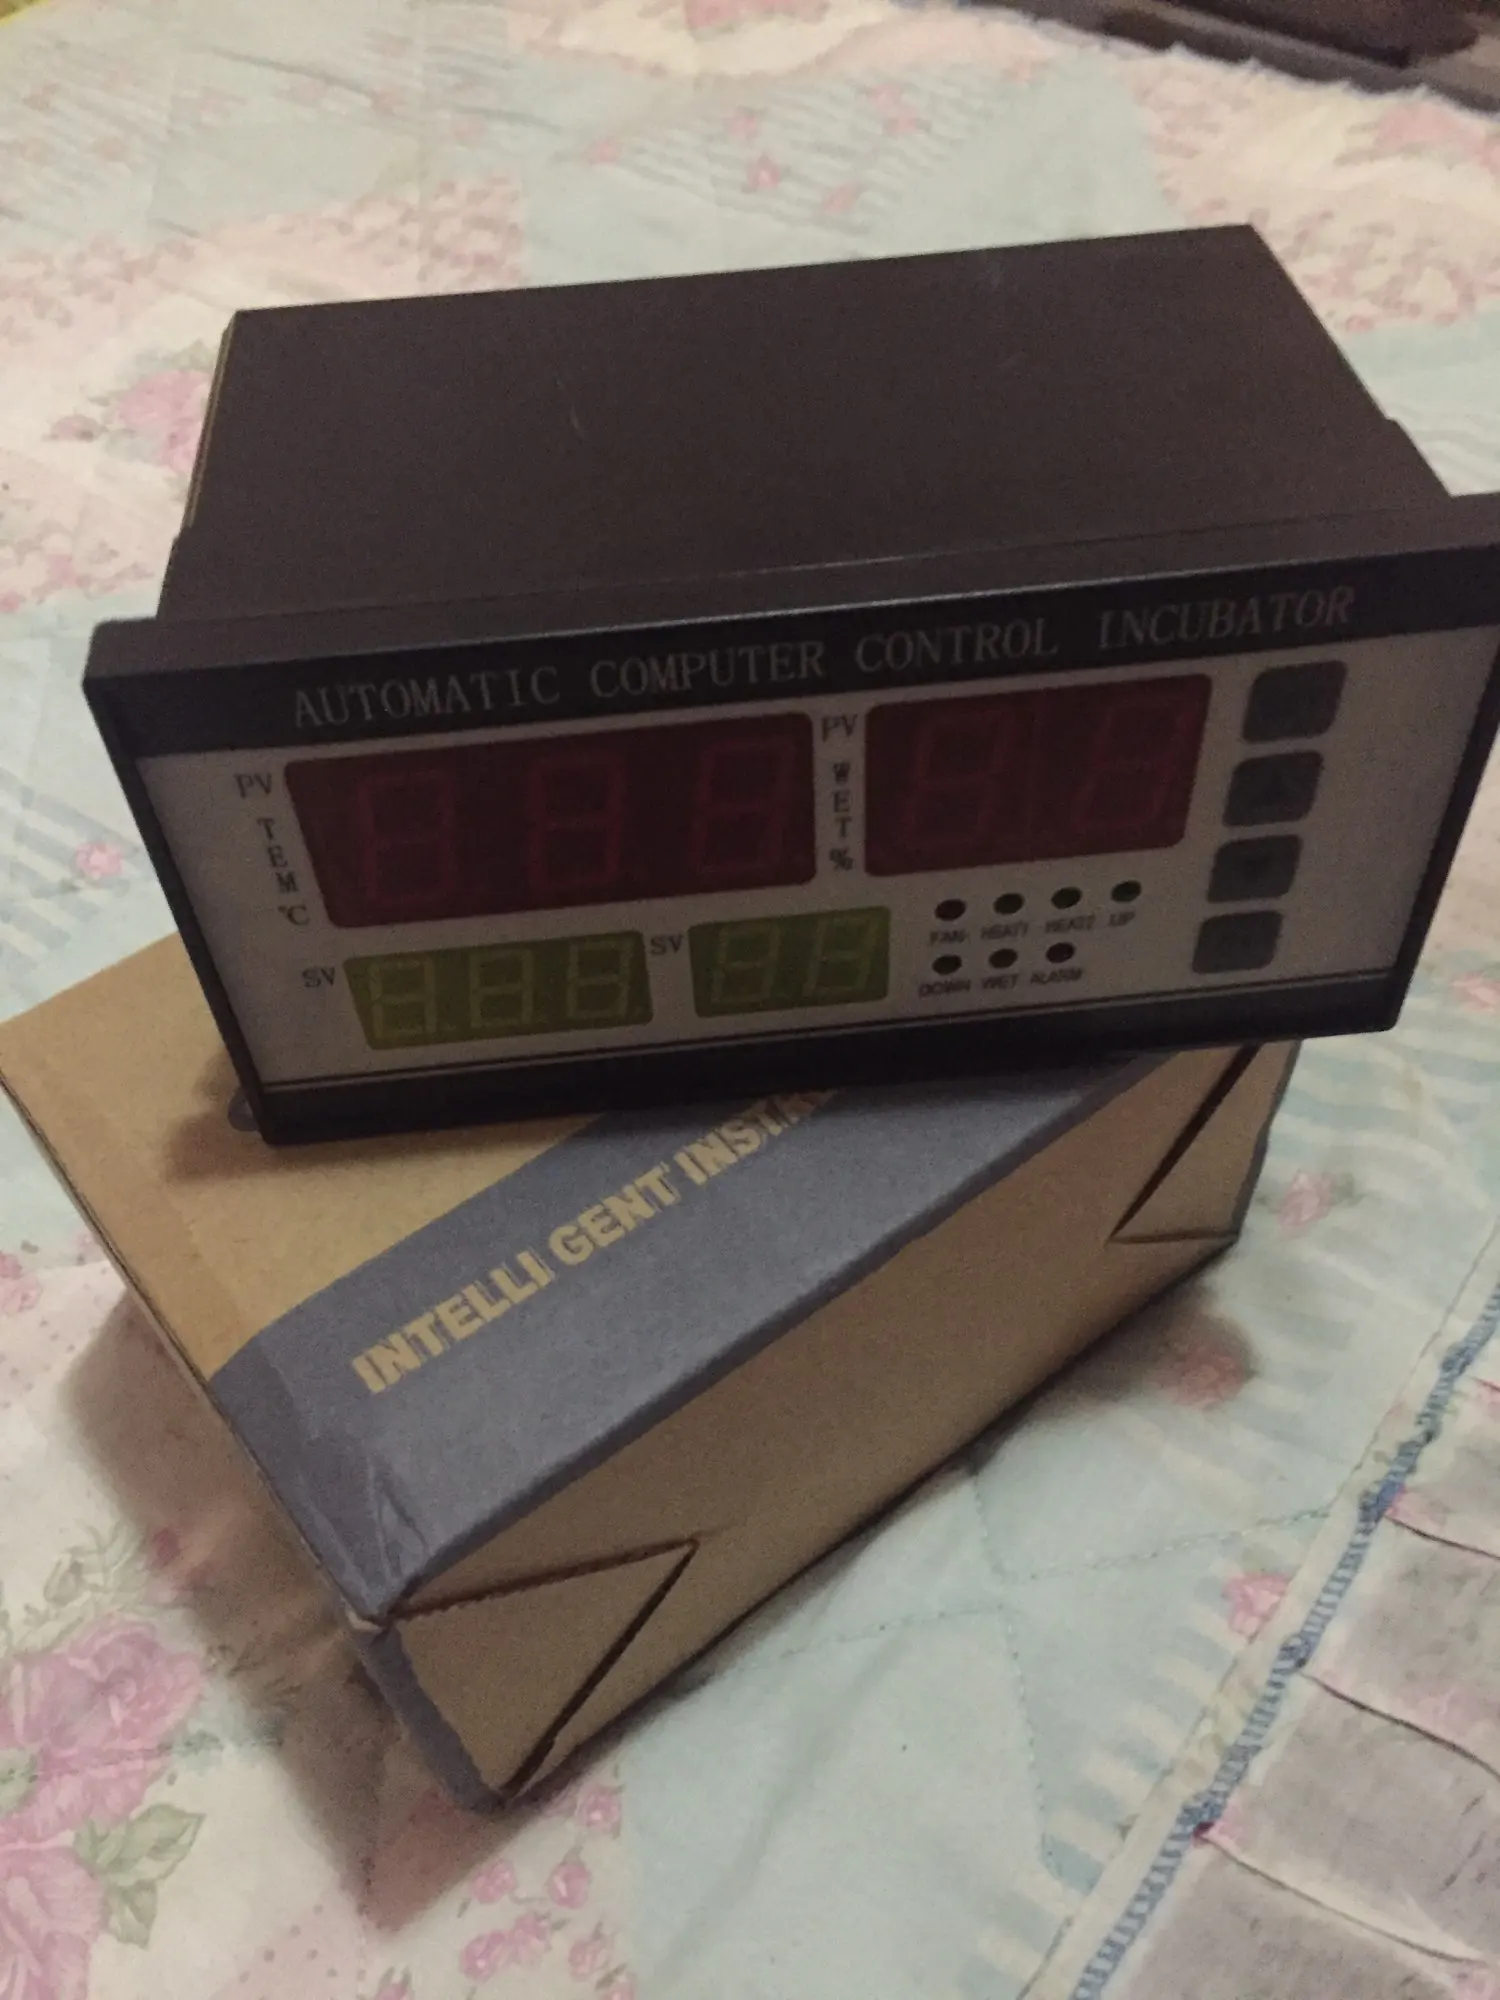 AUTOMATIC COMPUTER CONTROL INCUBATOR
PV
TEM
℃
PV
WET
%
SV
SV
FAN HEAT1 HEAT2 UP
DOWN WET ALARM
INTELLI GENT